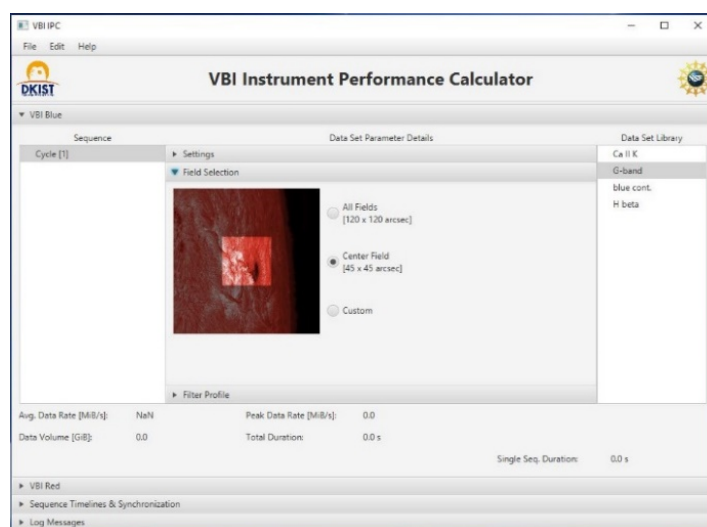 VBI IPC
File Edit Help
DKIST
VBI Instrument Performance Calculator
VBI Blue
Sequence
Data Set Parameter Details
Data Set Library
Cycle [1]
Settings
Field Selection
All Fields
[120 x 120 arcsec]
Center Field
[45 x 45 arcsec]
Custom
Filter Profile
Ca II K
G-band
blue cont.
H beta
Avg. Data Rate [MiB/s]: NaN Peak Data Rate [MiB/s]: 0.0
Data Volume [GiB]: 0.0 Total Duration: 0.0 s
Single Seq. Duration: 0.0 s
VBI Red
Sequence Timelines & Synchronization
Log Messages